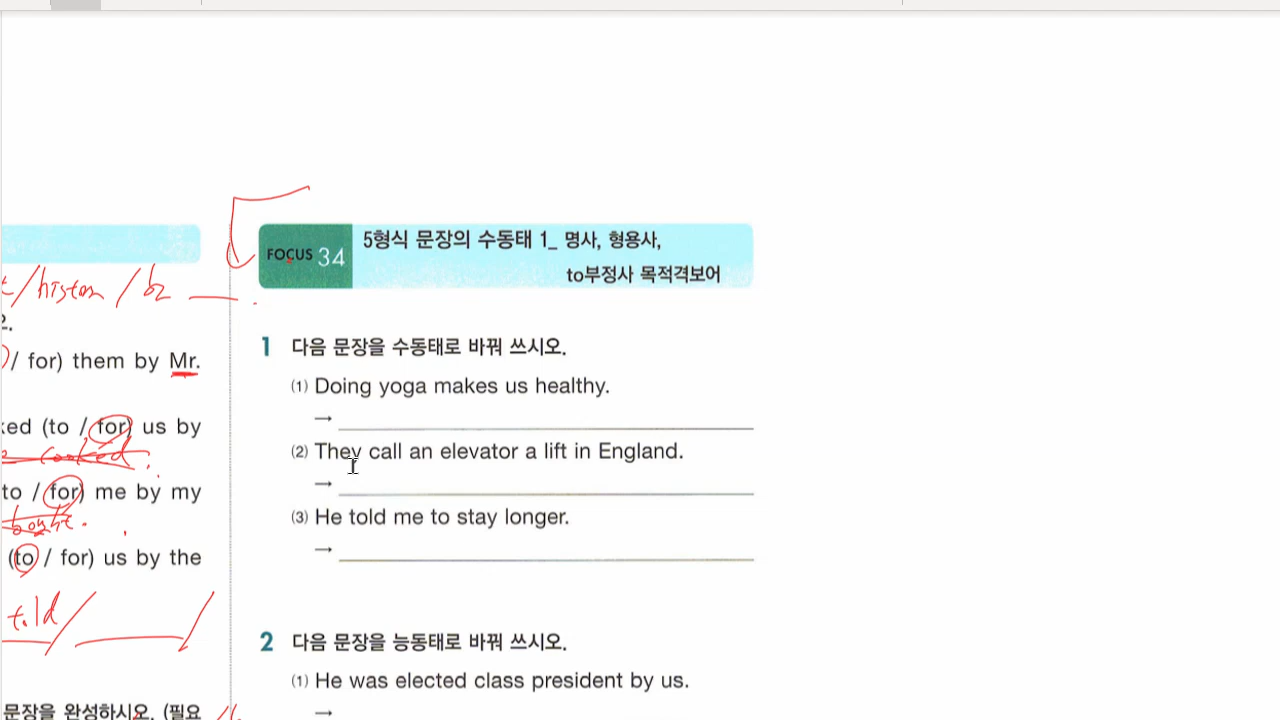 FOCUS 34
5형식 문장의 수동태 1_ 명사, 형용사,
to부정사 목적격보어
/ for) them by Mr.
(to / for) us by
to / for) me by my
(to / for) us by the
told
문장을 완성하시오. (필요
1 다음 문장을 수동태로 바꿔 쓰시오.
(1) Doing yoga makes us healthy.
→
(2) They call an elevator a lift in England.
→
(3) He told me to stay longer.
→
2 다음 문장을 능동태로 바꿔 쓰시오.
(1) He was elected class president by us.
→